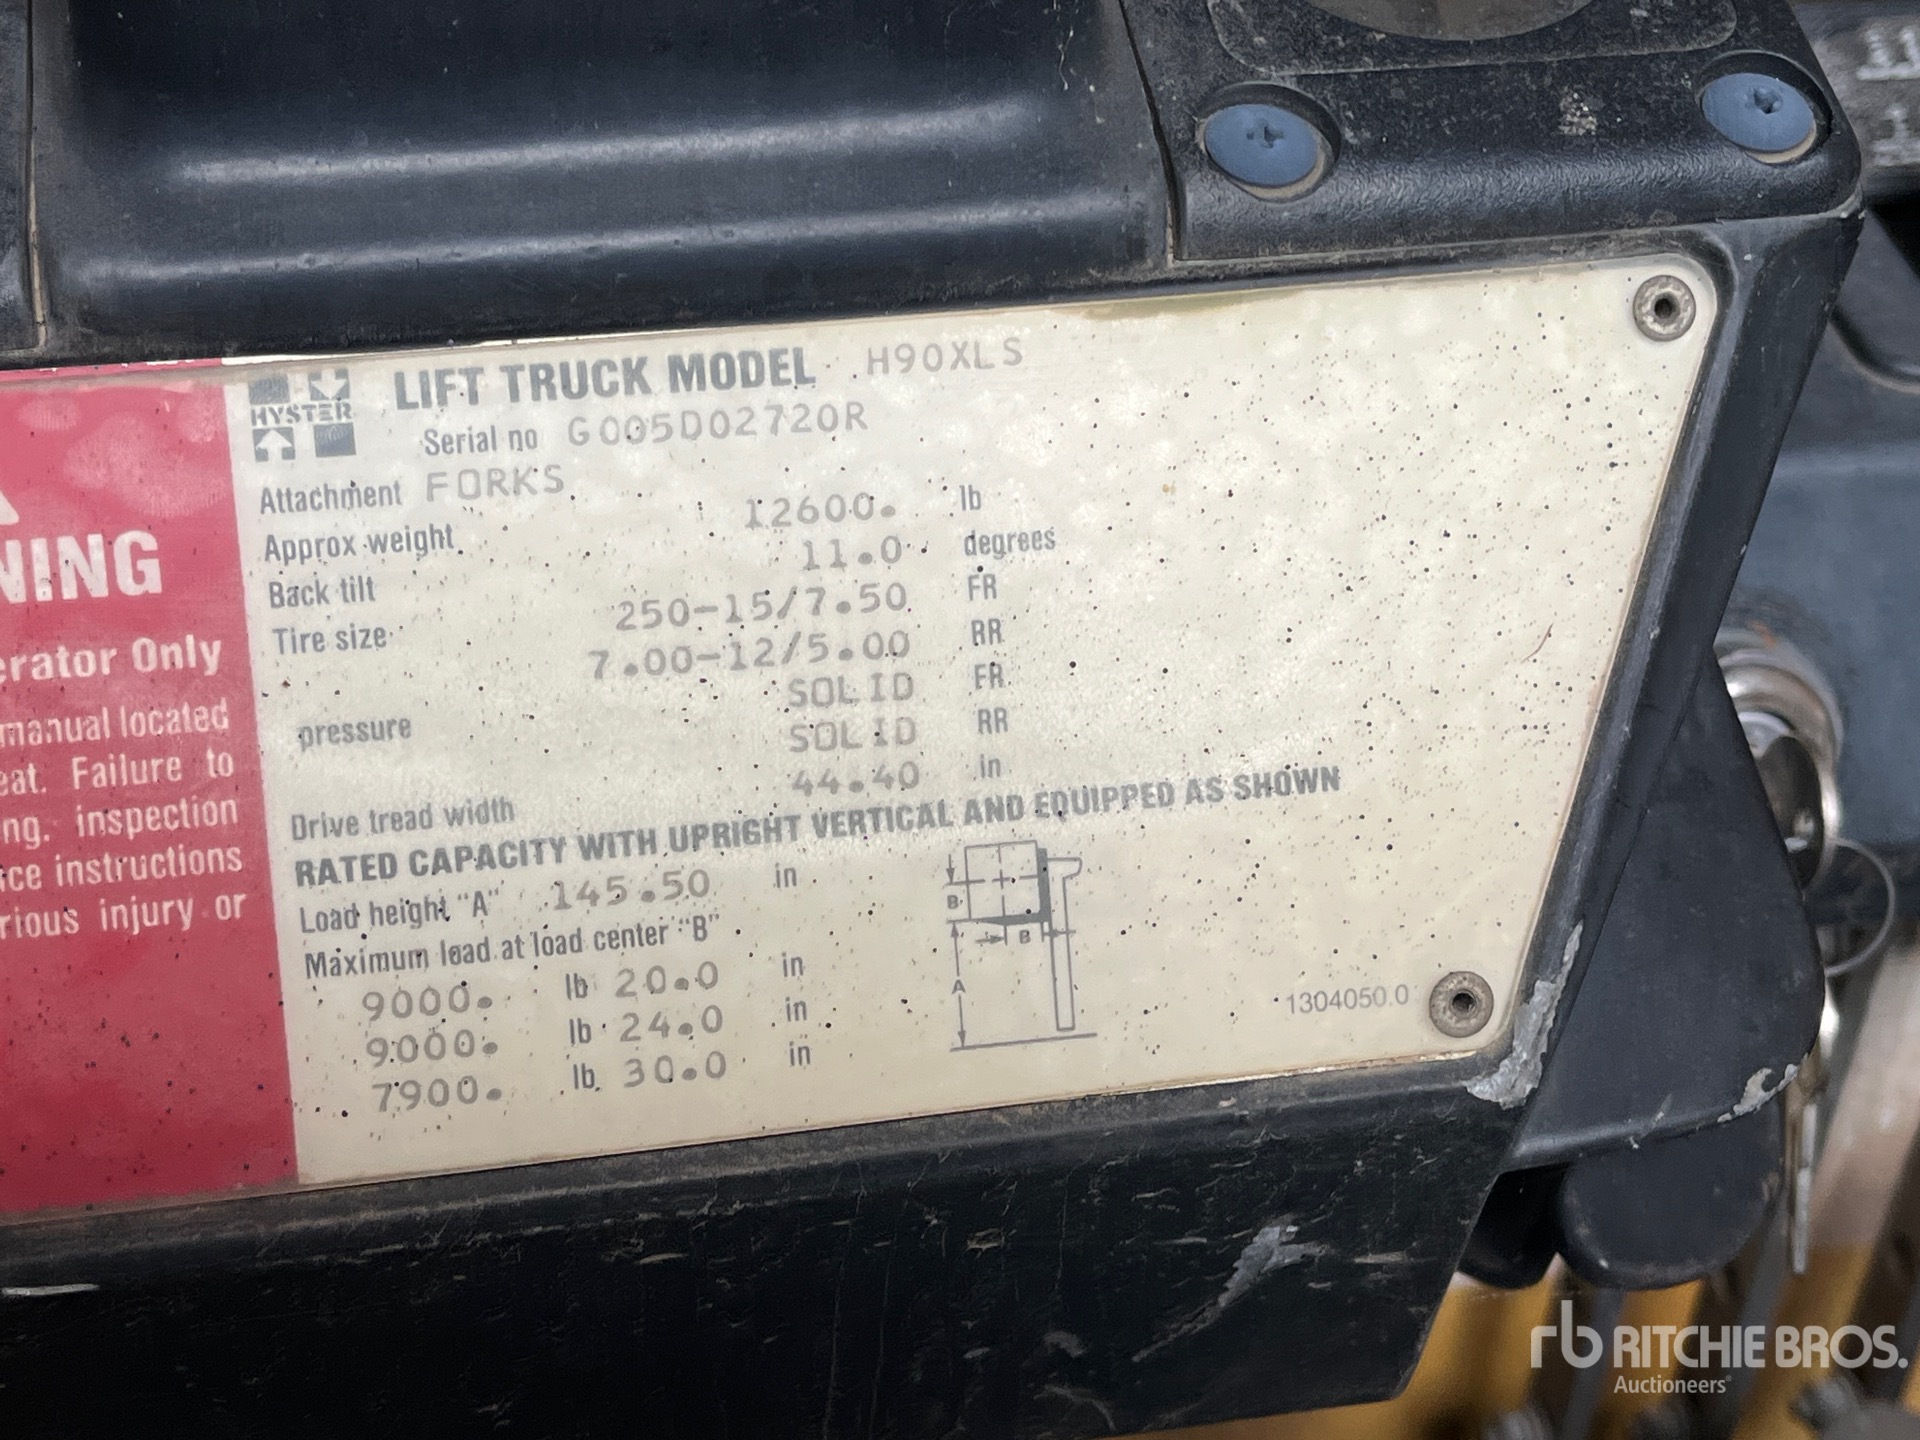 HYSTER
LIFT TRUCK MODEL H90XLS
Serial no G005D02720R
Attachment FORKS
Approx weight 12600. lb
Back tilt 11.0 degrees
Tire size 250-15/7.50 FR
7.00-12/5.00 RR
pressure SOLID FR
SOLID RR
Drive tread width 44.40 in
RATED CAPACITY WITH UPRIGHT VERTICAL AND EQUIPPED AS SHOWN
Load height "A" 145.50 in
Maximum load at load center "B"
9000. lb 20.0 in
9000. lb 24.0 in
7900. lb 30.0 in
B
B
A
1304050.0
NING
erator Only
manual located
eat. Failure to
ng, inspection
ice instructions
rious injury or
rb RITCHIE BROS.
Auctioneers